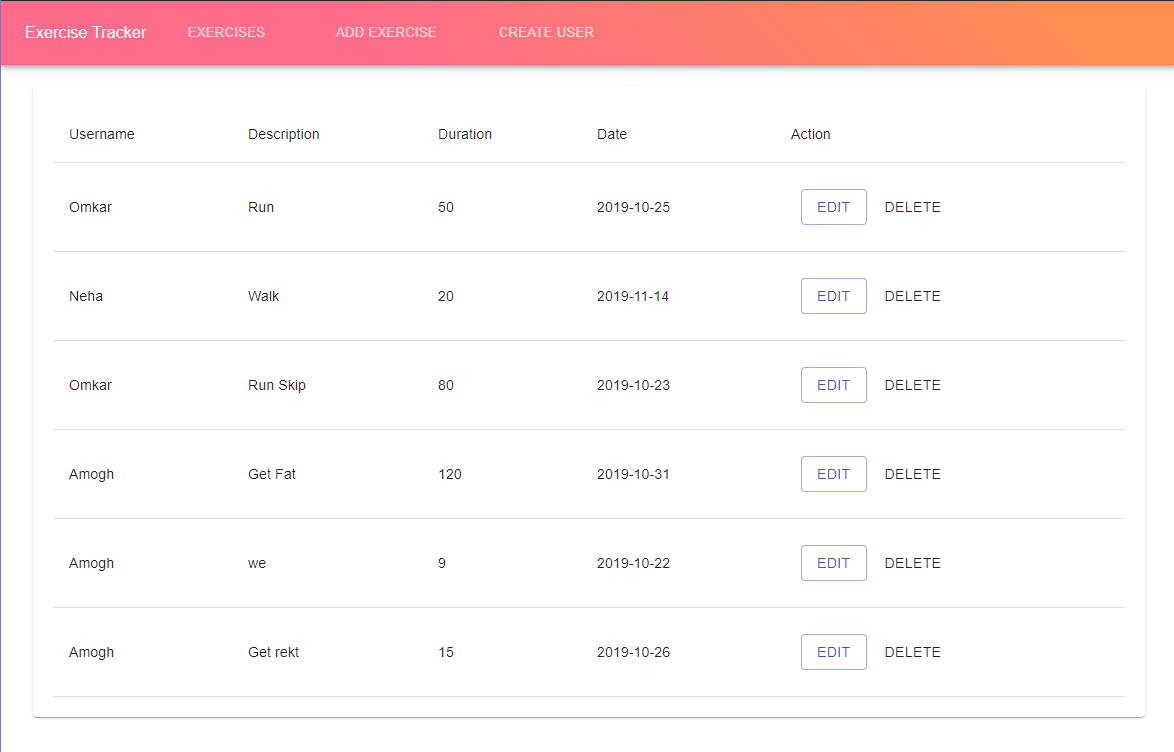 Exercise Tracker EXERCISES ADD EXERCISE CREATE USER
Username Description Duration Date Action
Omkar Run 50 2019-10-25 EDIT DELETE
Neha Walk 20 2019-11-14 EDIT DELETE
Omkar Run Skip 80 2019-10-23 EDIT DELETE
Amogh Get Fat 120 2019-10-31 EDIT DELETE
Amogh we 9 2019-10-22 EDIT DELETE
Amogh Get rekt 15 2019-10-26 EDIT DELETE